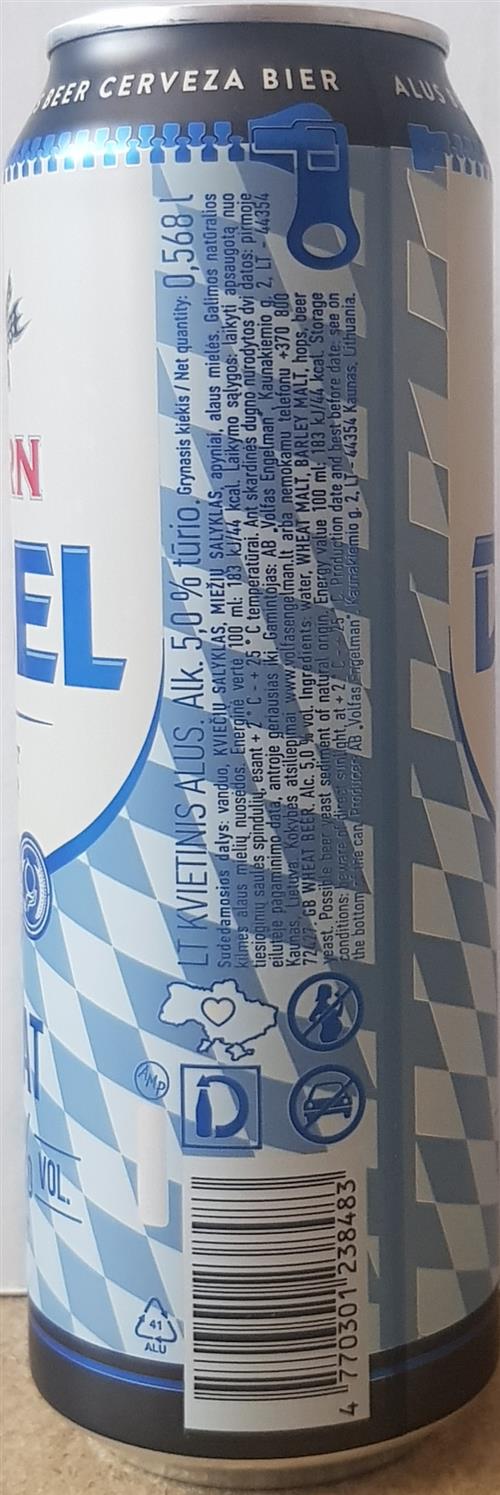 BEER CERVEZA BIER
ALUS
RN
EL
LT KVIETINIS ALUS. Alk. 5,0 % tūrio. Grynasis kiekis / Net quantity: 0,568 l
Sudedamosios dalys: vanduo, KVIEČIŲ SALYKLAS, MIEŽIŲ SALYKLAS, apyniai, alaus mielės. Galimos natūralios
kilmės alaus mielių nuosėdos. Energinė vertė 100 ml: 183 kJ/44 kcal. Laikymo sąlygos: laikyti apsaugotą nuo
tiesioginių saulės spindulių, esant + 2 °C - + 25 °C temperatūrai. Ant skardinės dugno nurodytos dvi datos: pirmoje
eilutėje pagaminimo data, antroje geriausias iki. Gamintojas: AB „Volfas Engelman“ Kaunakiemio g. 2, LT - 44354
Kaunas, Lietuva. Kokybės atsiliepimai www.volfasengelman.lt arba nemokamu telefonu +370 800
72427. GB WHEAT BEER. Alc. 5.0 % vol. Ingredients: water, WHEAT MALT, BARLEY MALT, hops, beer
yeast. Possible beer yeast sediment of natural origin. Energy value 100 ml: 183 kJ/44 kcal. Storage
conditions: beware of direct sunlight, at + 2 °C - + 25 °C. Production date and best before date: see on
the bottom of the can. Producer: AB „Volfas Engelman“ Kaunakiemio g. 2, LT - 44354 Kaunas, Lithuania.
AT
VOL.
AMP
41
ALU
4 770301 238483